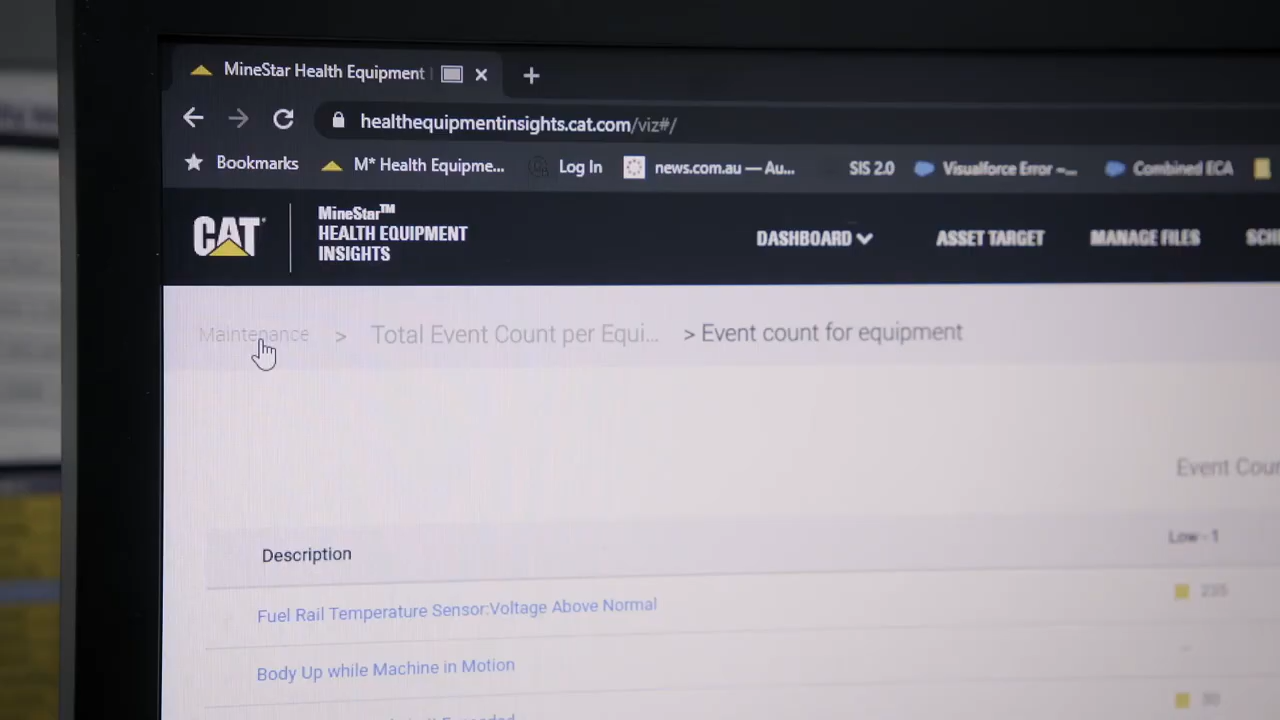 MineStar Health Equipment
healthequipmentinsights.cat.com/viz#/
Bookmarks M* Health Equipme... Log In news.com.au — Au... SIS 2.0 Visualforce Error ~... Combined ECA
CAT
MineStar™
HEALTH EQUIPMENT
INSIGHTS
DASHBOARD ASSET TARGET MANAGE FILES
Maintenance > Total Event Count per Equi... > Event count for equipment
Event
Description Low - 1
Fuel Rail Temperature Sensor:Voltage Above Normal 235
Body Up while Machine in Motion